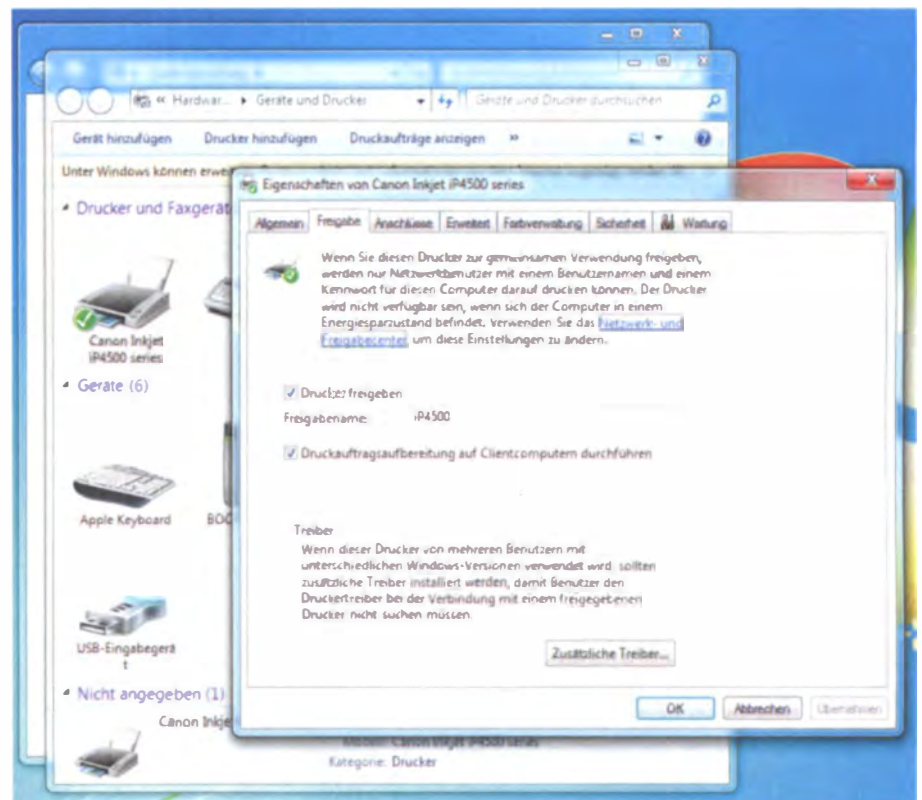 « Hardwar... ▸ Geräte und Drucker
Geräte und Drucker durchsuchen
Gerät hinzufügen Drucker hinzufügen Druckaufträge anzeigen »
Unter Windows können erwei
Drucker und Faxgerät
Canon Inkjet
iP4500 series
Geräte (6)
Apple Keyboard
BOO
USB-Eingabegerä
t
Nicht angegeben (1)
Canon Inkje
Modell: Canon Inkjet iP4500 series
Kategorie: Drucker
Eigenschaften von Canon Inkjet iP4500 series
Allgemein Freigabe Anschlüsse Erweitert Farbverwaltung Sicherheit Wartung
Wenn Sie diesen Drucker zur gemeinsamen Verwendung freigeben,
werden nur Netzwerkbenutzer mit einem Benutzernamen und einem
Kennwort für diesen Computer darauf drucken können. Der Drucker
wird nicht verfügbar sein, wenn sich der Computer in einem
Energiesparzustand befindet. Verwenden Sie das Netzwerk- und
Freigabecenter, um diese Einstellungen zu ändern.
Drucker freigeben
Freigabename: iP4500
Druckauftragsaufbereitung auf Clientcomputern durchführen
Treiber
Wenn dieser Drucker von mehreren Benutzern mit
unterschiedlichen Windows-Versionen verwendet wird, sollten
zusätzliche Treiber installiert werden, damit Benutzer den
Druckertreiber bei der Verbindung mit einem freigegebenen
Drucker nicht suchen müssen.
Zusätzliche Treiber...
OK Abbrechen Übernehmen